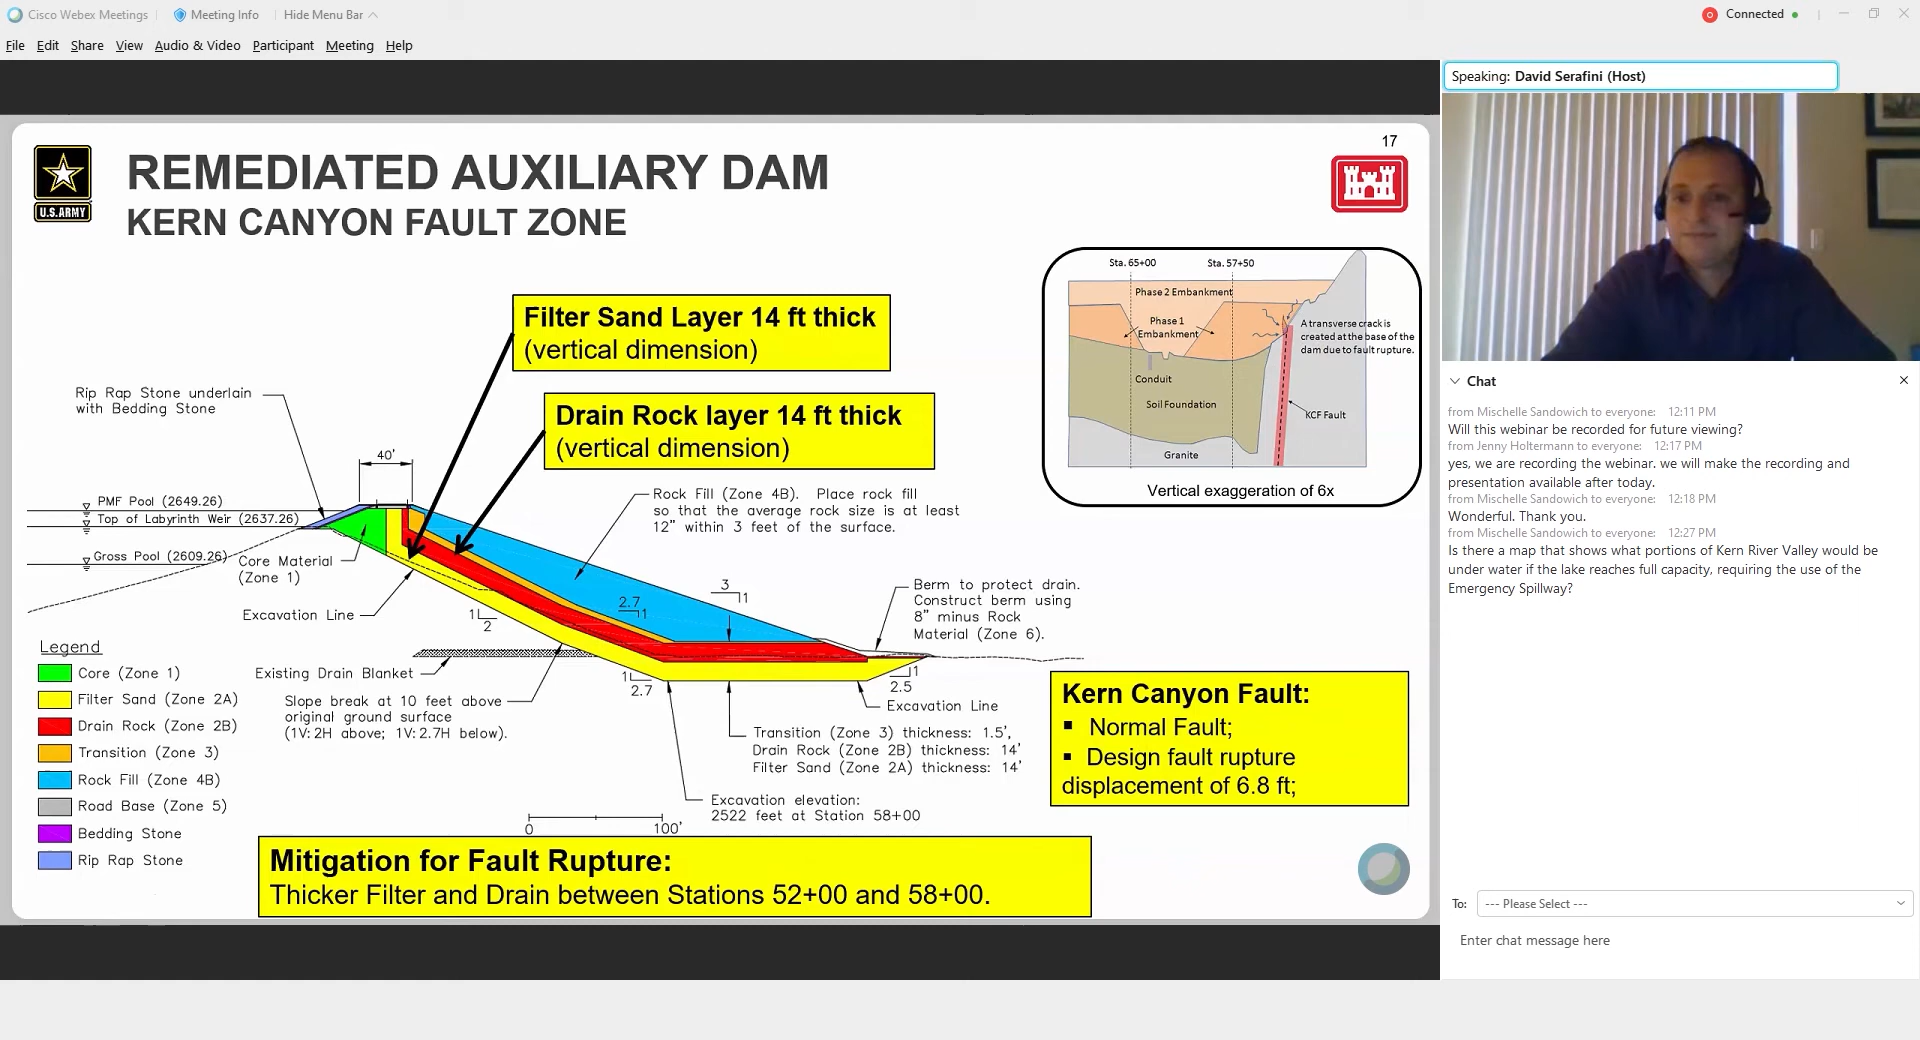 Cisco Webex Meetings
Meeting Info
Hide Menu Bar
Connected
File Edit Share View Audio & Video Participant Meeting Help
17
U.S.ARMY
REMEDIATED AUXILIARY DAM
KERN CANYON FAULT ZONE
Filter Sand Layer 14 ft thick
(vertical dimension)
Drain Rock layer 14 ft thick
(vertical dimension)
Sta. 65+00
Sta. 57+50
Phase 2 Embankment
Phase 1
Embankment
A transverse crack is
created at the base of the
dam due to fault rupture.
Conduit
Soil Foundation
KCF Fault
Granite
Vertical exaggeration of 6x
Rip Rap Stone underlain
with Bedding Stone
40'
PMF Pool (2649.26)
Top of Labyrinth Weir (2637.26)
Gross Pool (2609.26)
Core Material
(Zone 1)
Excavation Line
Rock Fill (Zone 4B). Place rock fill
so that the average rock size is at least
12" within 3 feet of the surface.
3
1
2.7
1
1
2
Berm to protect drain.
Construct berm using
8" minus Rock
Material (Zone 6).
Existing Drain Blanket
1
2.7
1
2.5
Slope break at 10 feet above
original ground surface
(1V:2H above; 1V:2.7H below).
Excavation Line
Transition (Zone 3) thickness: 1.5',
Drain Rock (Zone 2B) thickness: 14'
Filter Sand (Zone 2A) thickness: 14'
Excavation elevation:
2522 feet at Station 58+00
0
100'
Legend
Core (Zone 1)
Filter Sand (Zone 2A)
Drain Rock (Zone 2B)
Transition (Zone 3)
Rock Fill (Zone 4B)
Road Base (Zone 5)
Bedding Stone
Rip Rap Stone
Kern Canyon Fault:
▪ Normal Fault;
▪ Design fault rupture
displacement of 6.8 ft;
Mitigation for Fault Rupture:
Thicker Filter and Drain between Stations 52+00 and 58+00.
Speaking: David Serafini (Host)
Chat
from Mischelle Sandowich to everyone: 12:11 PM
Will this webinar be recorded for future viewing?
from Jenny Holtermann to everyone: 12:17 PM
yes, we are recording the webinar. we will make the recording and
presentation available after today.
from Mischelle Sandowich to everyone: 12:18 PM
Wonderful. Thank you.
from Mischelle Sandowich to everyone: 12:27 PM
Is there a map that shows what portions of Kern River Valley would be
under water if the lake reaches full capacity, requiring the use of the
Emergency Spillway?
To: --- Please Select ---
Enter chat message here